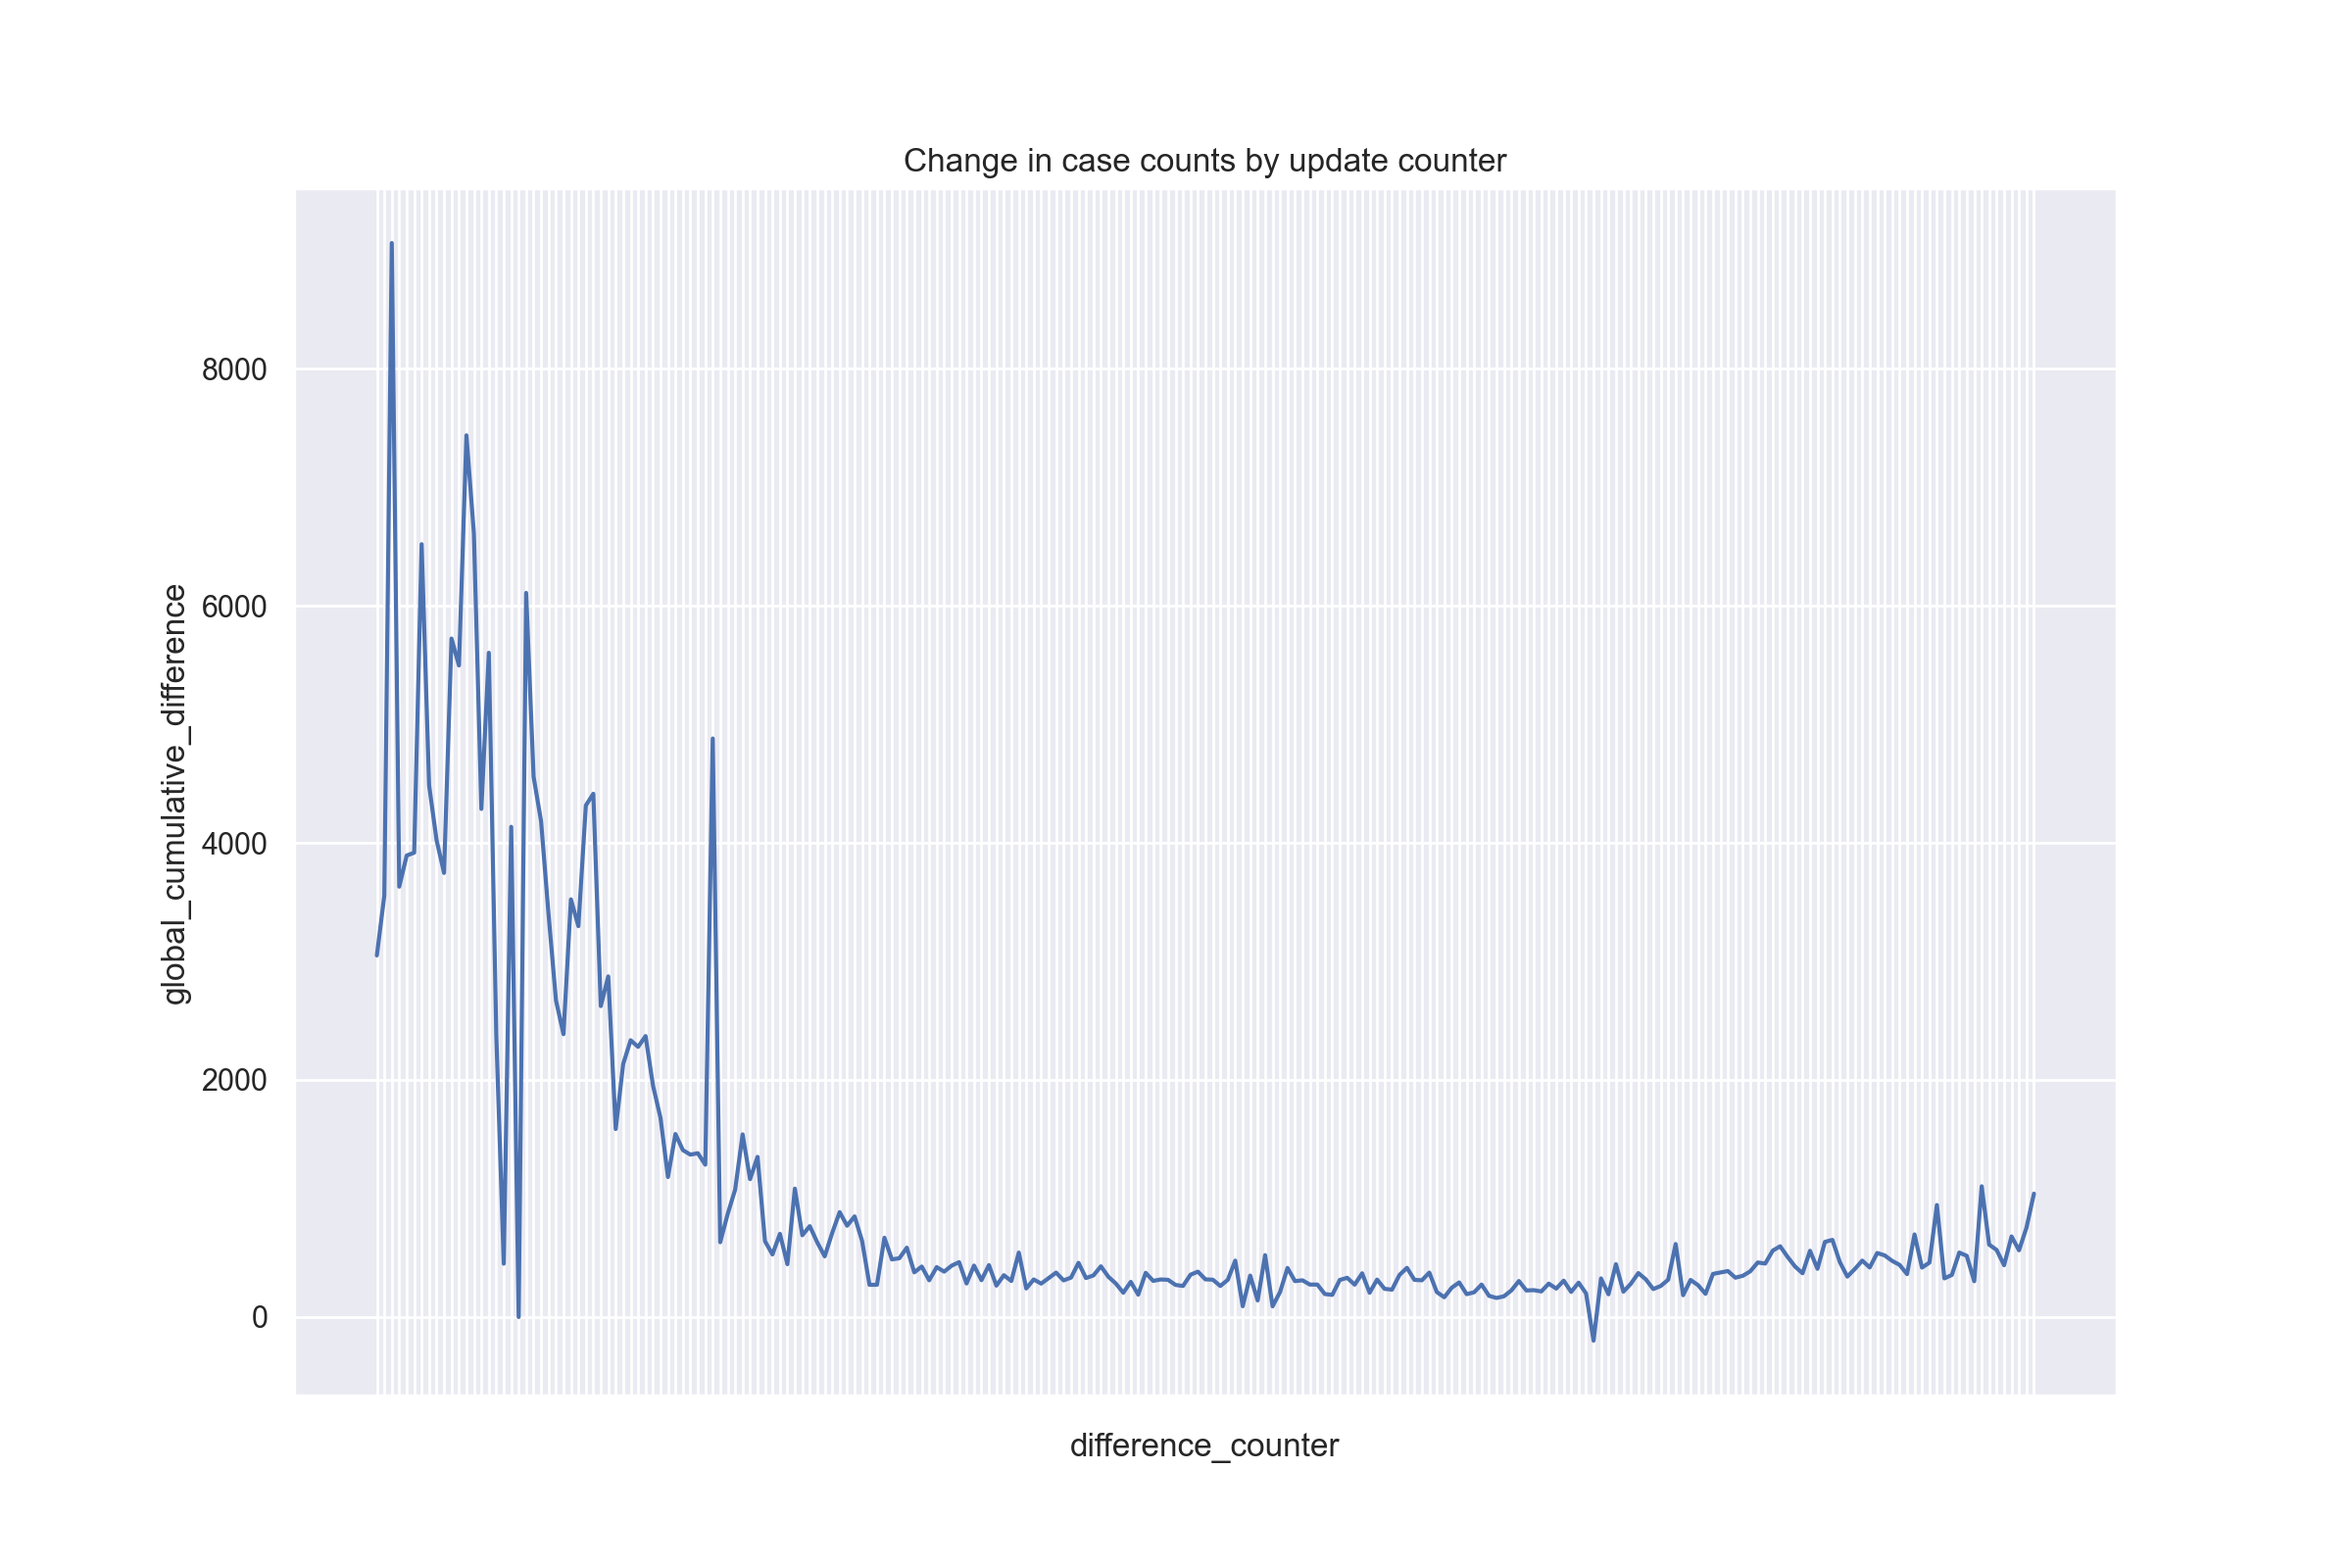 Change in case counts by update counter
8000
6000
4000
2000
0
global_cumulative_difference
difference_counter